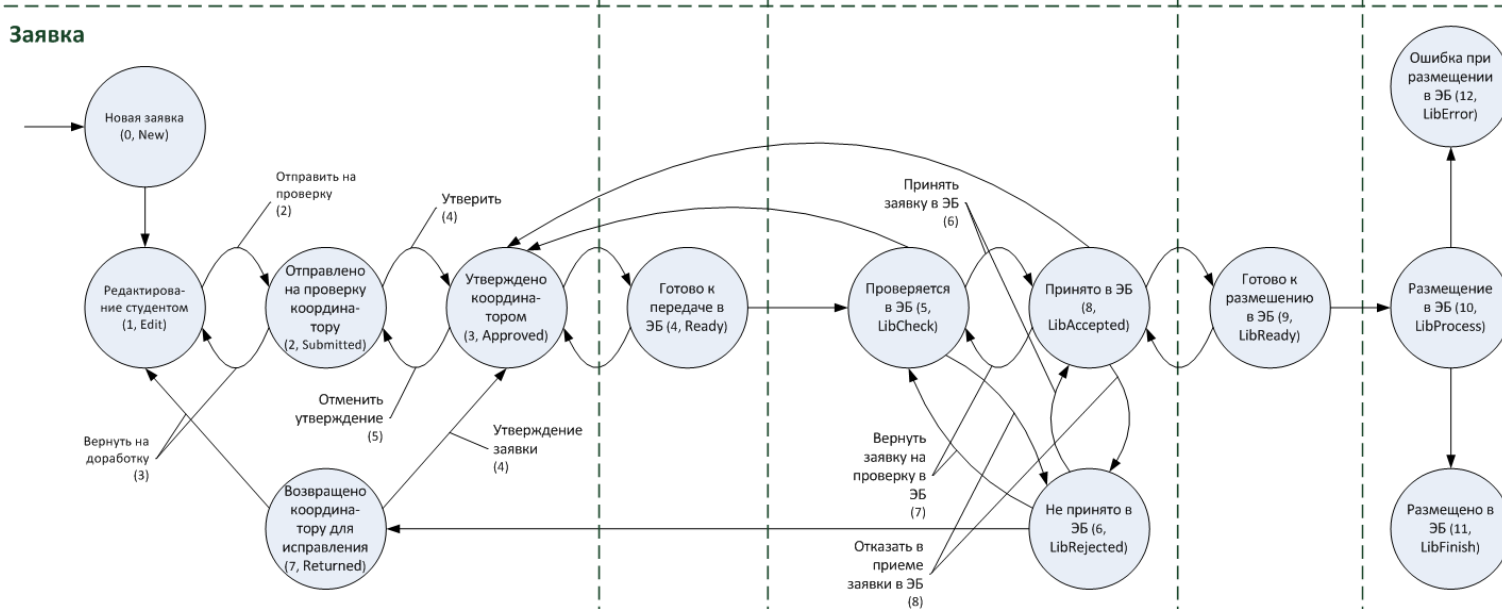 Заявка
Новая заявка
(0, New)
Отправить на
проверку
(2)
Утверить
(4)
Принять
заявку в ЭБ
(6)
Ошибка при
размещении
в ЭБ (12,
LibError)
Редактирова-
ние студентом
(1, Edit)
Отправлено
на проверку
координа-
тору
(2, Submitted)
Утверждено
координа-
тором
(3, Approved)
Готово к
передаче в
ЭБ (4, Ready)
Проверяется
в ЭБ (5,
LibCheck)
Принято в ЭБ
(8,
LibAccepted)
Готово к
размешению
в ЭБ (9,
LibReady)
Размещение
в ЭБ (10,
LibProcess)
Вернуть на
доработку
(3)
Отменить
утверждение
(5)
Утверждение
заявки
(4)
Вернуть
заявку на
проверку в
ЭБ
(7)
Возвращено
координа-
тору для
исправления
(7, Returned)
Отказать в
приеме
заявки в ЭБ
(8)
Не принято в
ЭБ (6,
LibRejected)
Размещено в
ЭБ (11,
LibFinish)